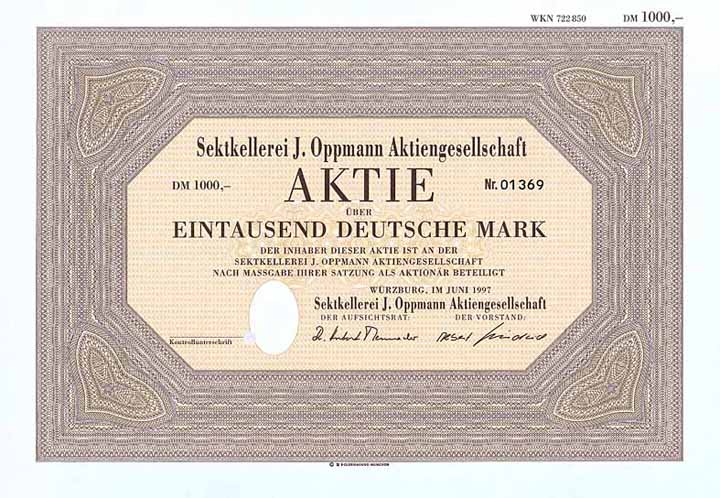 WKN 722 850 DM 1000,–
Sektkellerei J. Oppmann Aktiengesellschaft
DM 1000,– AKTIE Nr. 01369
ÜBER
EINTAUSEND DEUTSCHE MARK
DER INHABER DIESER AKTIE IST AN DER
SEKTKELLEREI J. OPPMANN AKTIENGESELLSCHAFT
NACH MASSGABE IHRER SATZUNG ALS AKTIONÄR BETEILIGT
WÜRZBURG, IM JUNI 1997
Sektkellerei J. Oppmann Aktiengesellschaft
DER AUFSICHTSRAT: DER VORSTAND:
Kontrollunterschrift